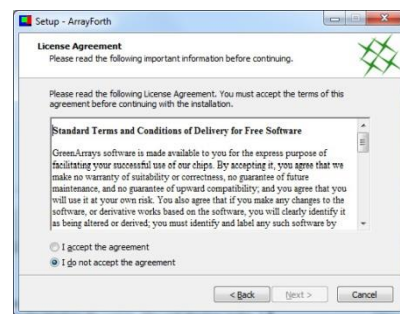 Setup - ArrayForth
License Agreement
Please read the following important information before continuing.
Please read the following License Agreement. You must accept the terms of this
agreement before continuing with the installation.
Standard Terms and Conditions of Delivery for Free Software
GreenArrays software is made available to you for the express purpose of
facilitating your successful use of our chips. By accepting it, you agree that we
make no warranty of suitability or correctness, no guarantee of future
maintenance, and no guarantee of upward compatibility; and you agree that you
will use it at your own risk. You also agree that if you make any changes to the
software, or derivative works based on the software, you will clearly identify it
as being altered or derived; you must identify and label any such software by
I accept the agreement
I do not accept the agreement
< Back
Next >
Cancel